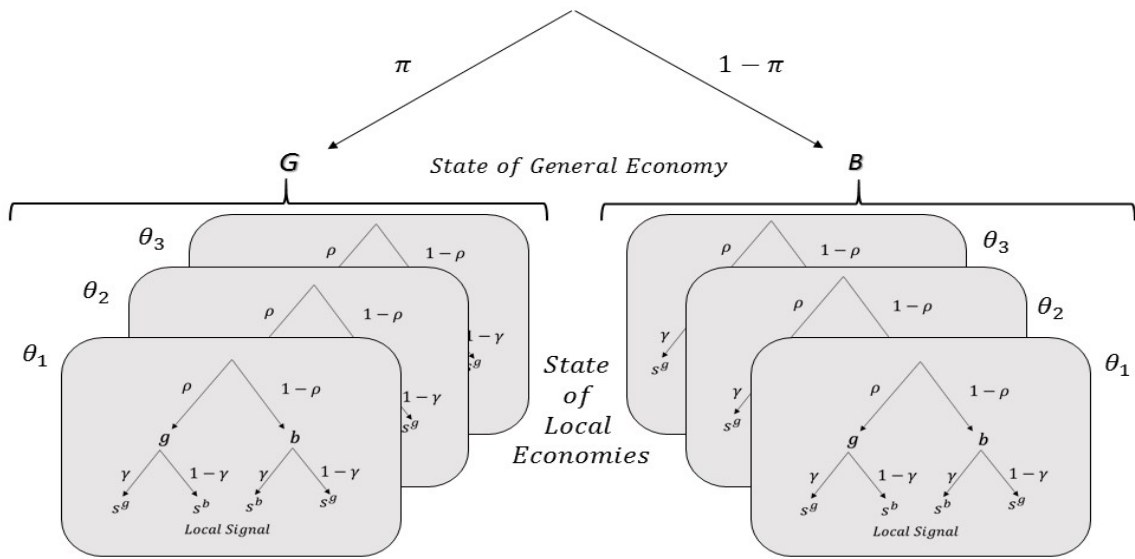 π 1 − π
G State of General Economy B
θ₃ ρ 1 − ρ ρ 1 − ρ θ₃
θ₂ ρ 1 − ρ ρ 1 − ρ θ₂
1 − γ γ
s^g s^g
θ₁ ρ 1 − ρ State of Local Economies ρ 1 − ρ θ₁
1 − γ γ
s^g s^g
g b g b
γ 1 − γ γ 1 − γ γ 1 − γ γ 1 − γ
s^g s^b s^b s^g s^g s^b s^b s^g
Local Signal Local Signal